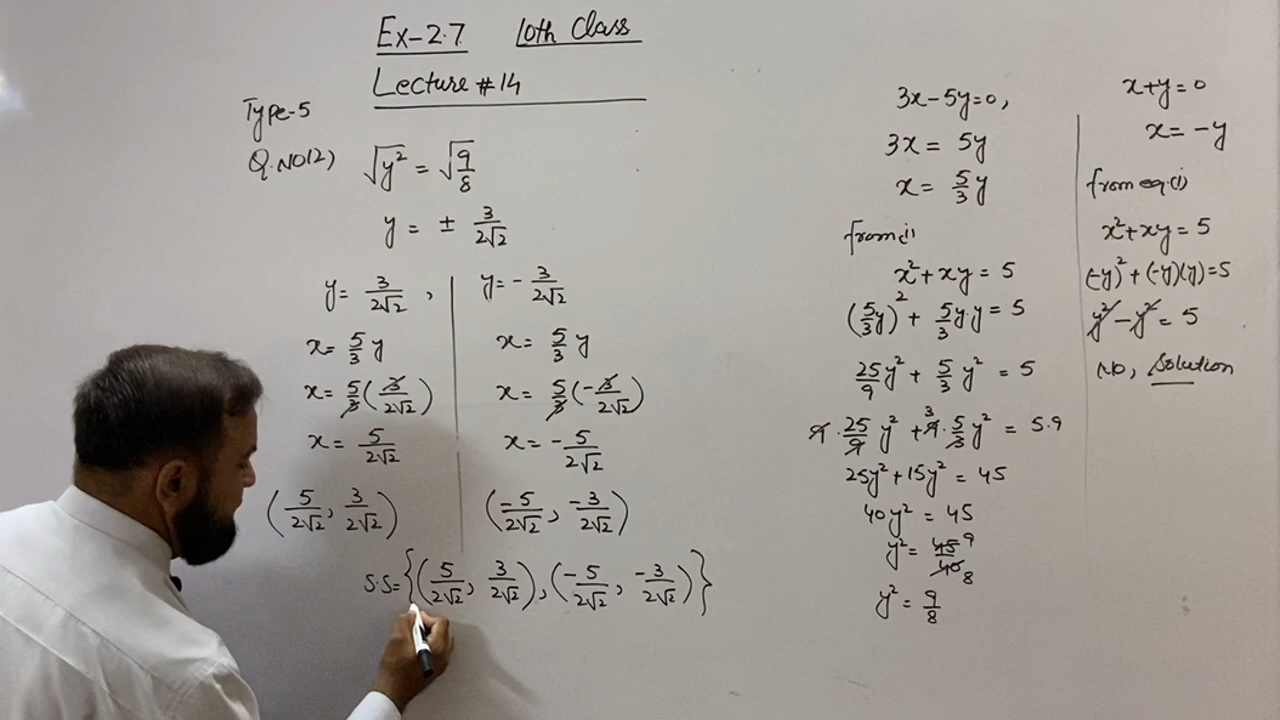 Ex-2.7 10th Class
Lecture #14
Type-5
Q.NO(2) √y² = √9/8
y = ± 3/2√2
y = 3/2√2 ,
x = 5/3 y
x = 5/3 (3/2√2)
x = 5/2√2
(5/2√2, 3/2√2)
y = - 3/2√2
x = 5/3 y
x = 5/3 (-3/2√2)
x = - 5/2√2
(-5/2√2, -3/2√2)
S.S = {(5/2√2, 3/2√2), (-5/2√2, -3/2√2)}
3x - 5y = 0,
3x = 5y
x = 5/3 y
from (i)
x² + xy = 5
(5/3 y)² + 5/3 y.y = 5
25/9 y² + 5/3 y² = 5
9 . 25/9 y² + 3 9 . 5/3 y² = 5.9
25y² + 15y² = 45
40y² = 45
y² = 45 9/40 8
y² = 9/8
x + y = 0
x = -y
from eq.(i)
x² + xy = 5
(-y)² + (-y)(y) = 5
y² - y² = 5
NO, Solution